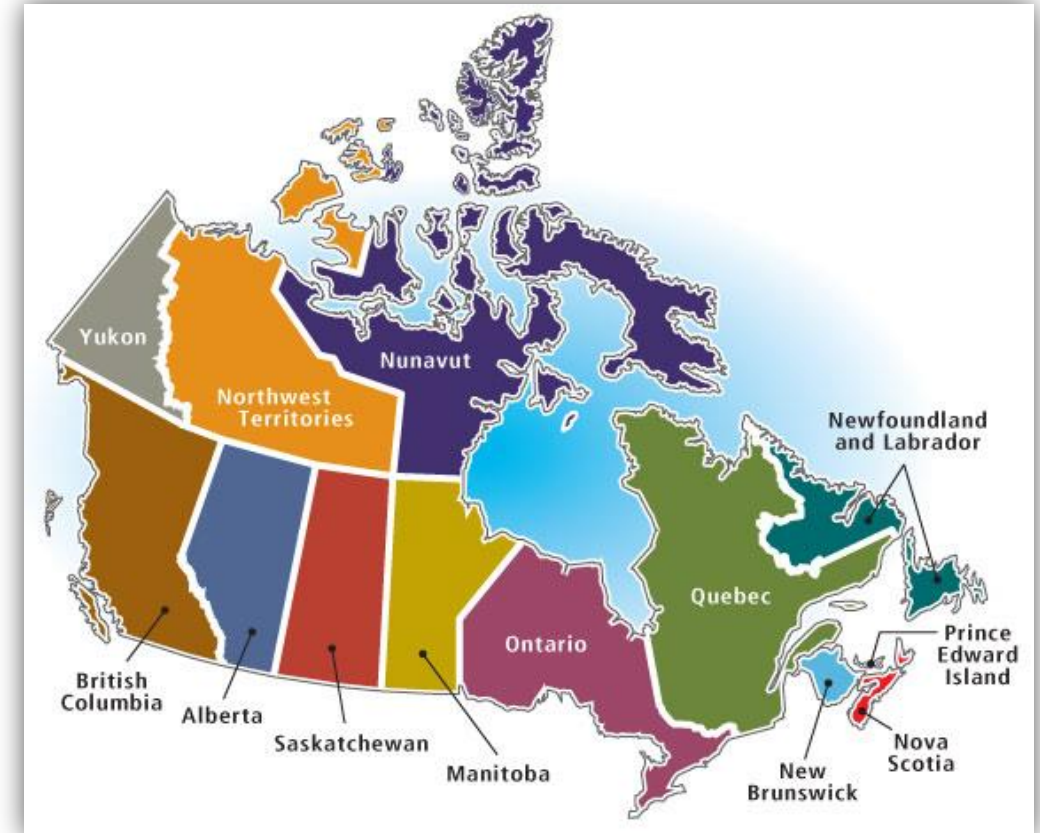 Yukon
Northwest
Territories
Nunavut
Newfoundland
and Labrador
Quebec
Ontario
Prince
Edward
Island
British
Columbia
Alberta
Saskatchewan
Manitoba
Nova
Scotia
New
Brunswick